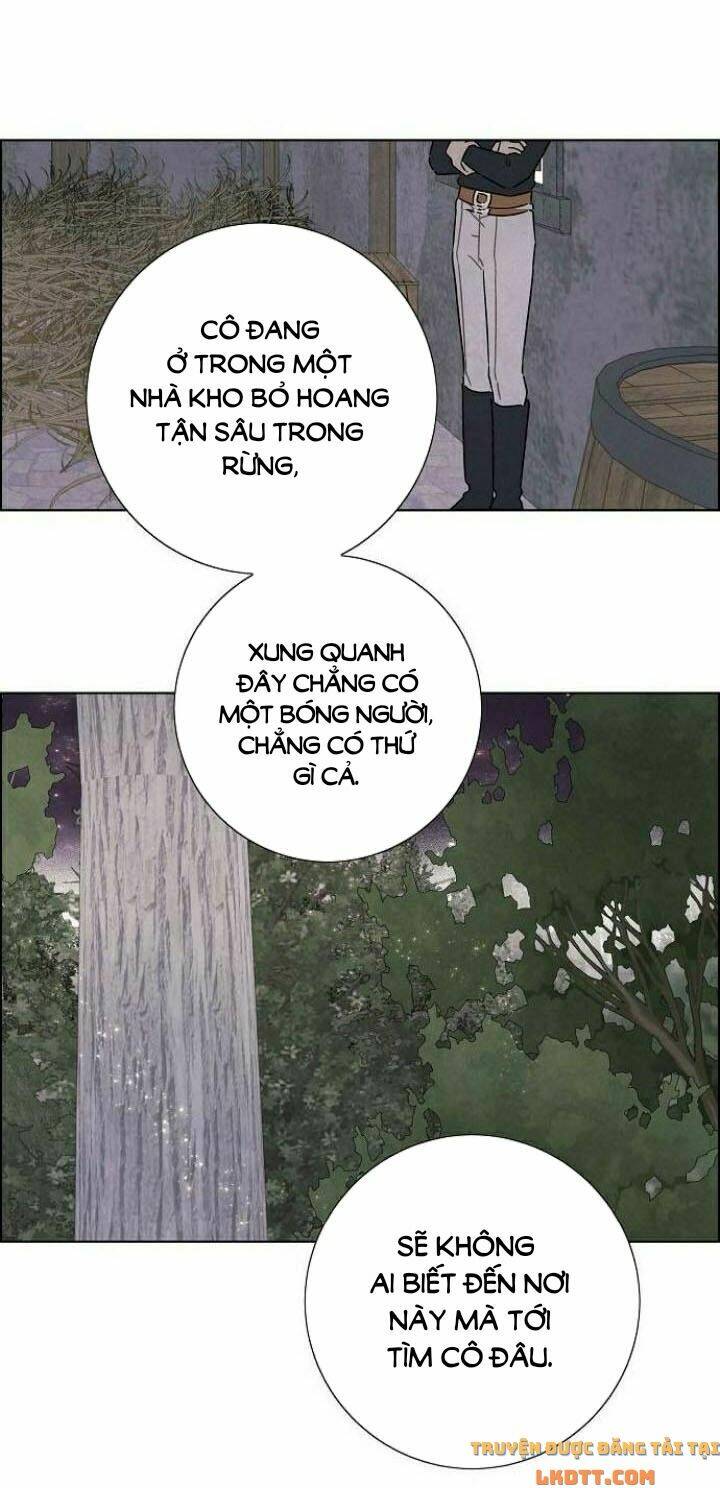 CÔ ĐANG
Ở TRONG MỘT
NHÀ KHO BỎ HOANG
TẬN SÂU TRONG
RỪNG,
XUNG QUANH
ĐÂY CHẲNG CÓ
MỘT BÓNG NGƯỜI,
CHẲNG CÓ THỨ
GÌ CẢ.
SẼ KHÔNG
AI BIẾT ĐẾN NƠI
NÀY MÀ TỚI
TÌM CÔ ĐÂU.
TRUYỆN ĐƯỢC ĐĂNG TẢI TẠI
LKDTT.COM